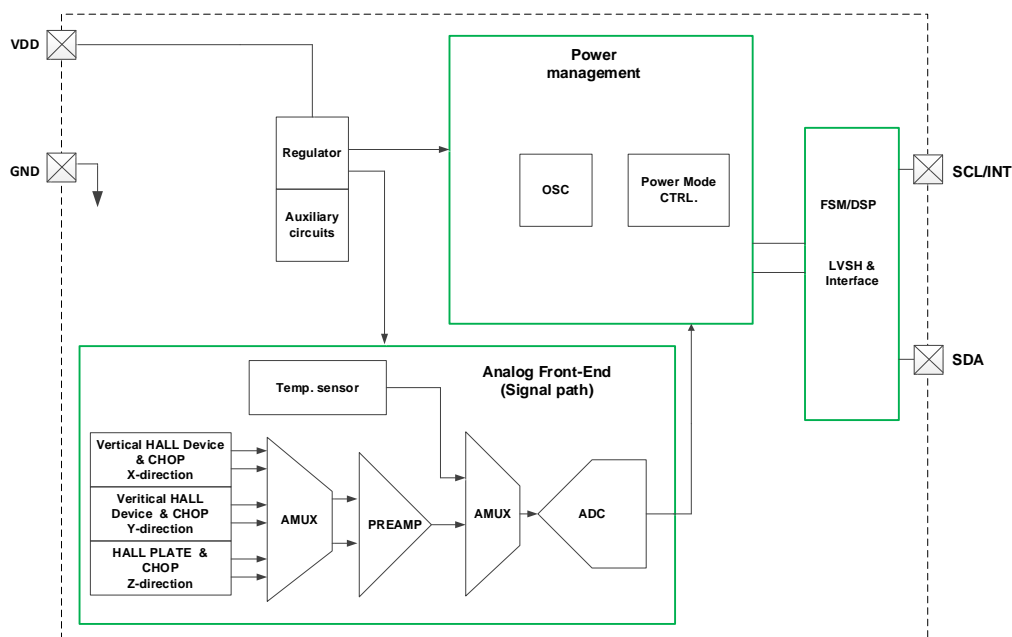 VDD
Power
management
Regulator
Auxiliary
circuits
OSC
Power Mode
CTRL.
GND
SCL/INT
FSM/DSP
LVSH &
Interface
SDA
Analog Front-End
(Signal path)
Temp. sensor
Vertical HALL Device
& CHOP
X-direction
Veritical HALL
Device & CHOP
Y-direction
HALL PLATE &
CHOP
Z-direction
AMUX
PREAMP
AMUX
ADC